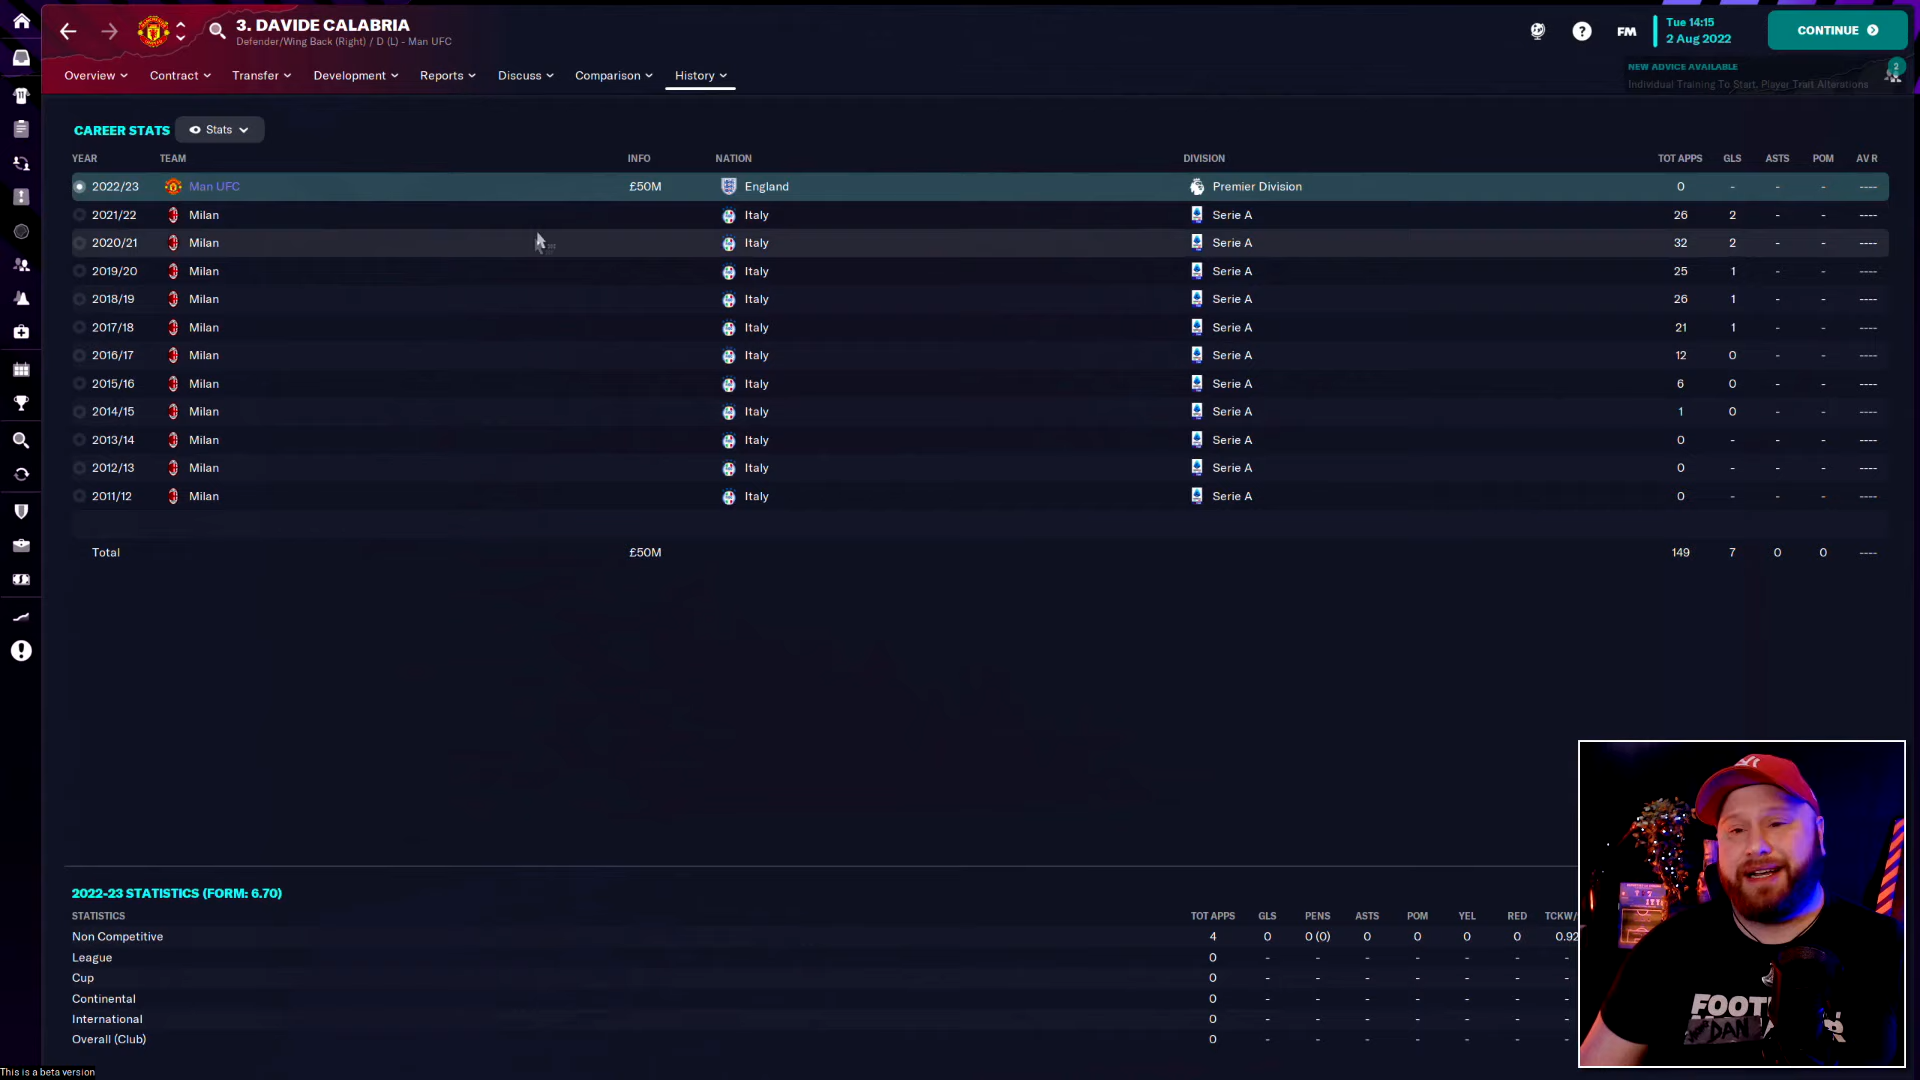 3. DAVIDE CALABRIA
Defender/Wing Back (Right) / D (L) - Man UFC
FM
Tue 14:15
2 Aug 2022
CONTINUE
Overview Contract Transfer Development Reports Discuss Comparison History
NEW ADVICE AVAILABLE
Individual Training To Start, Player Trait Alterations
2
CAREER STATS Stats
YEAR TEAM INFO NATION DIVISION TOT APPS GLS ASTS POM AV R
2022/23 Man UFC £50M England Premier Division 0 - - - ----
2021/22 Milan Italy Serie A 26 2 - - ----
2020/21 Milan Italy Serie A 32 2 - - ----
2019/20 Milan Italy Serie A 25 1 - - ----
2018/19 Milan Italy Serie A 26 1 - - ----
2017/18 Milan Italy Serie A 21 1 - - ----
2016/17 Milan Italy Serie A 12 0 - - ----
2015/16 Milan Italy Serie A 6 0 - - ----
2014/15 Milan Italy Serie A 1 0 - - ----
2013/14 Milan Italy Serie A 0 - - - ----
2012/13 Milan Italy Serie A 0 - - - ----
2011/12 Milan Italy Serie A 0 - - - ----
Total £50M 149 7 0 0 ----
2022-23 STATISTICS (FORM: 6.70)
STATISTICS TOT APPS GLS PENS ASTS POM YEL RED TCKW/
Non Competitive 4 0 0 (0) 0 0 0 0 0.92
League 0 - - - - - - -
Cup 0 - - - - - - -
Continental 0 - - - - - - -
International 0 - - - - - - -
Overall (Club) 0 - - - - - - -
This is a beta version
FOOT
DAN